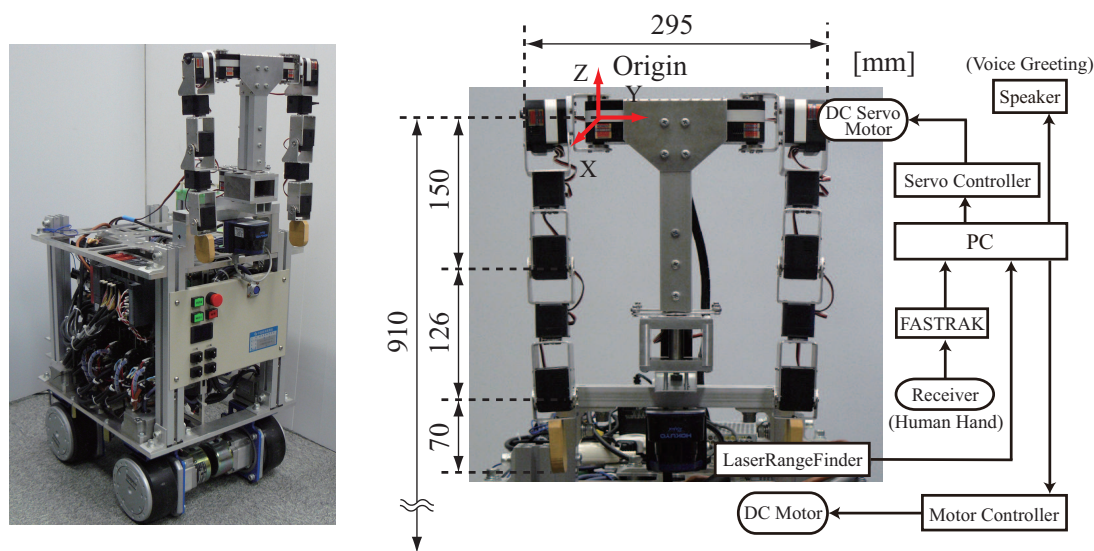 295
[mm]
(Voice Greeting)
Speaker
Z
Origin
Y
X
DC Servo
Motor
Servo Controller
150
PC
910
126
FASTRAK
Receiver
(Human Hand)
70
LaserRangeFinder
DC Motor
Motor Controller